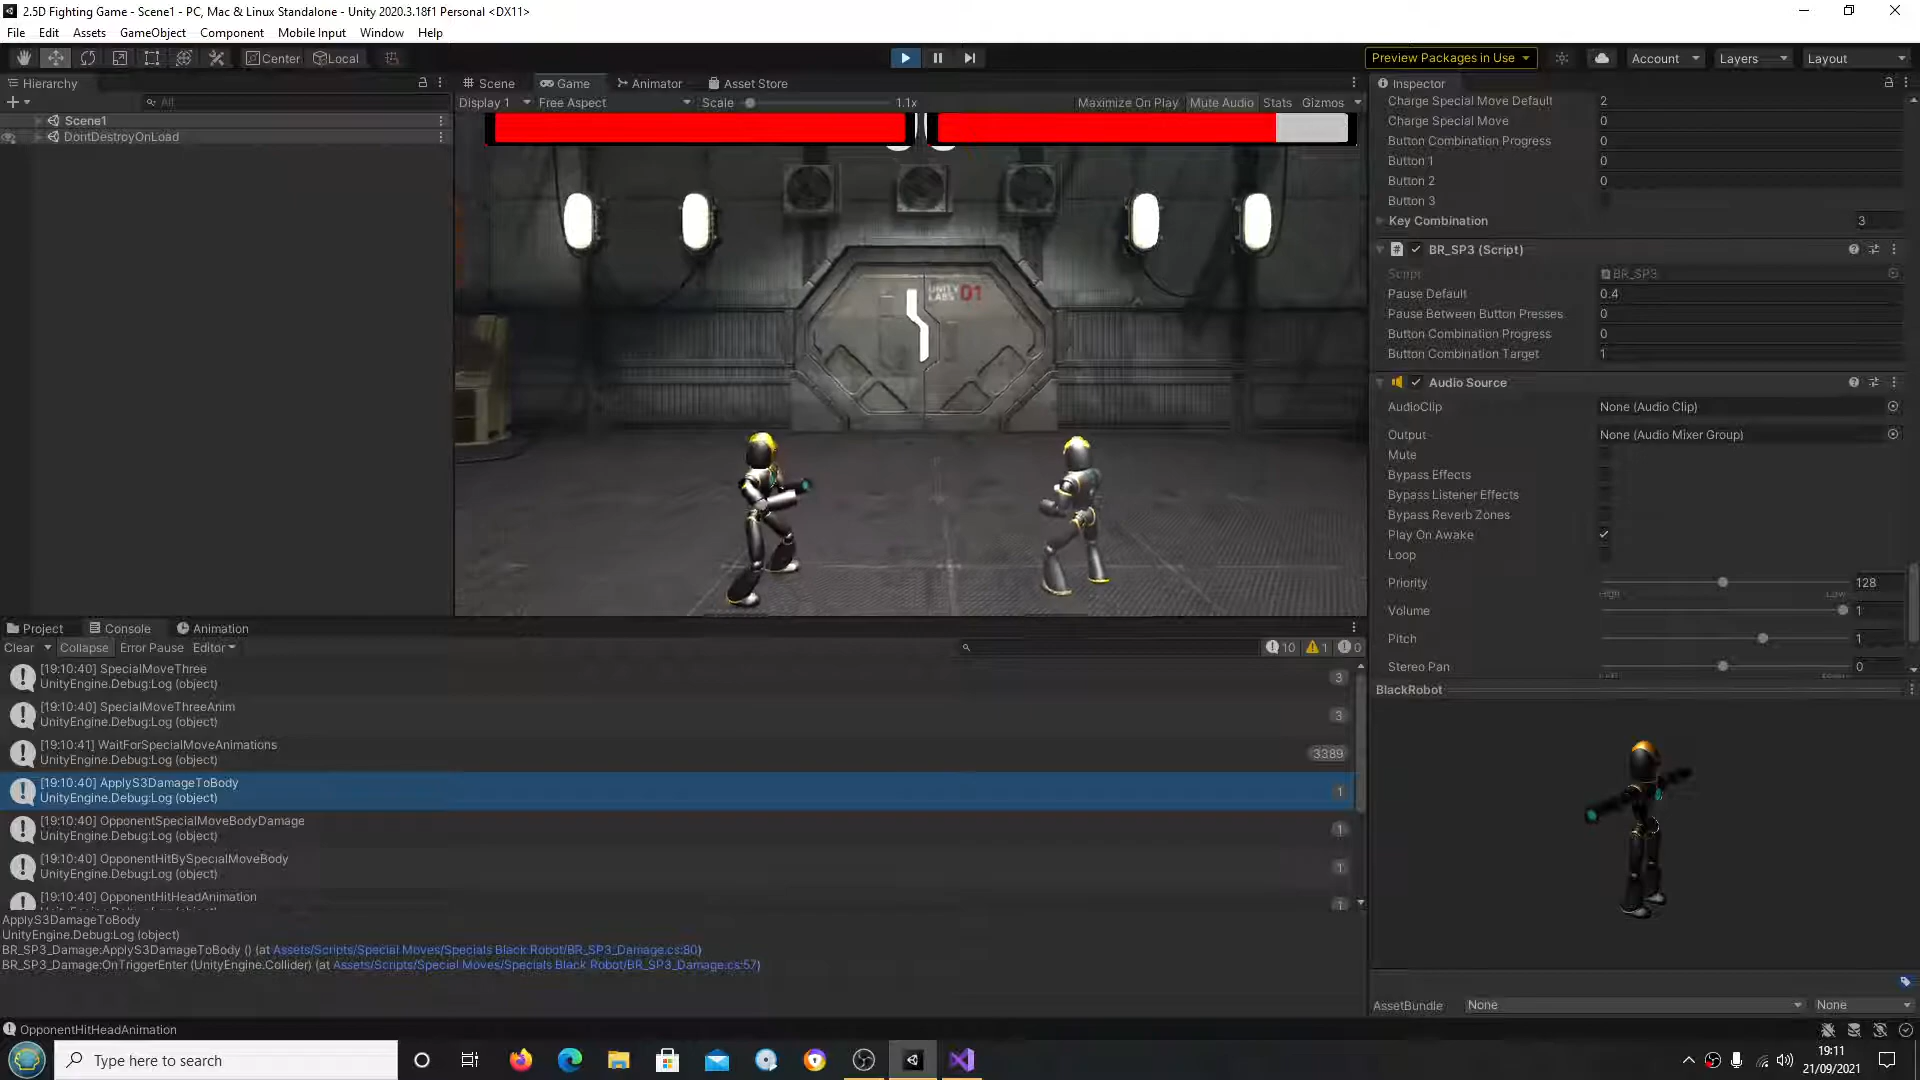 2.5D Fighting Game - Scene1 - PC, Mac & Linux Standalone - Unity 2020.3.18f1 Personal <DX11>
File Edit Assets GameObject Component Mobile Input Window Help
Center Local Preview Packages in Use Account Layers Layout
Hierarchy
All
Scene1
DontDestroyOnLoad
Scene Game Animator Asset Store
Display 1 Free Aspect Scale 1.1x Maximize On Play Mute Audio Stats Gizmos
UNITY
LABS 01
Inspector
Charge Special Move Default 2
Charge Special Move 0
Button Combination Progress 0
Button 1 0
Button 2 0
Button 3
Key Combination 3
BR_SP3 (Script)
Script BR_SP3
Pause Default 0.4
Pause Between Button Presses 0
Button Combination Progress 0
Button Combination Target 1
Audio Source
AudioClip None (Audio Clip)
Output None (Audio Mixer Group)
Mute
Bypass Effects
Bypass Listener Effects
Bypass Reverb Zones
Play On Awake
Loop
Priority 128
High Low
Volume 1
Pitch 1
Stereo Pan 0
BlackRobot
AssetBundle None None
Project Console Animation
Clear Collapse Error Pause Editor 10 1 0
[19:10:40] SpecialMoveThree
UnityEngine.Debug:Log (object) 3
[19:10:40] SpecialMoveThreeAnim
UnityEngine.Debug:Log (object) 3
[19:10:41] WaitForSpecialMoveAnimations
UnityEngine.Debug:Log (object) 3389
[19:10:40] ApplyS3DamageToBody
UnityEngine.Debug:Log (object) 1
[19:10:40] OpponentSpecialMoveBodyDamage
UnityEngine.Debug:Log (object) 1
[19:10:40] OpponentHitBySpecialMoveBody
UnityEngine.Debug:Log (object) 1
[19:10:40] OpponentHitHeadAnimation
1
ApplyS3DamageToBody
UnityEngine.Debug:Log (object)
BR_SP3_Damage:ApplyS3DamageToBody () (at Assets/Scripts/Special Moves/Specials Black Robot/BR_SP3_Damage.cs:80)
BR_SP3_Damage:OnTriggerEnter (UnityEngine.Collider) (at Assets/Scripts/Special Moves/Specials Black Robot/BR_SP3_Damage.cs:57)
OpponentHitHeadAnimation
Type here to search
19:11
21/09/2021